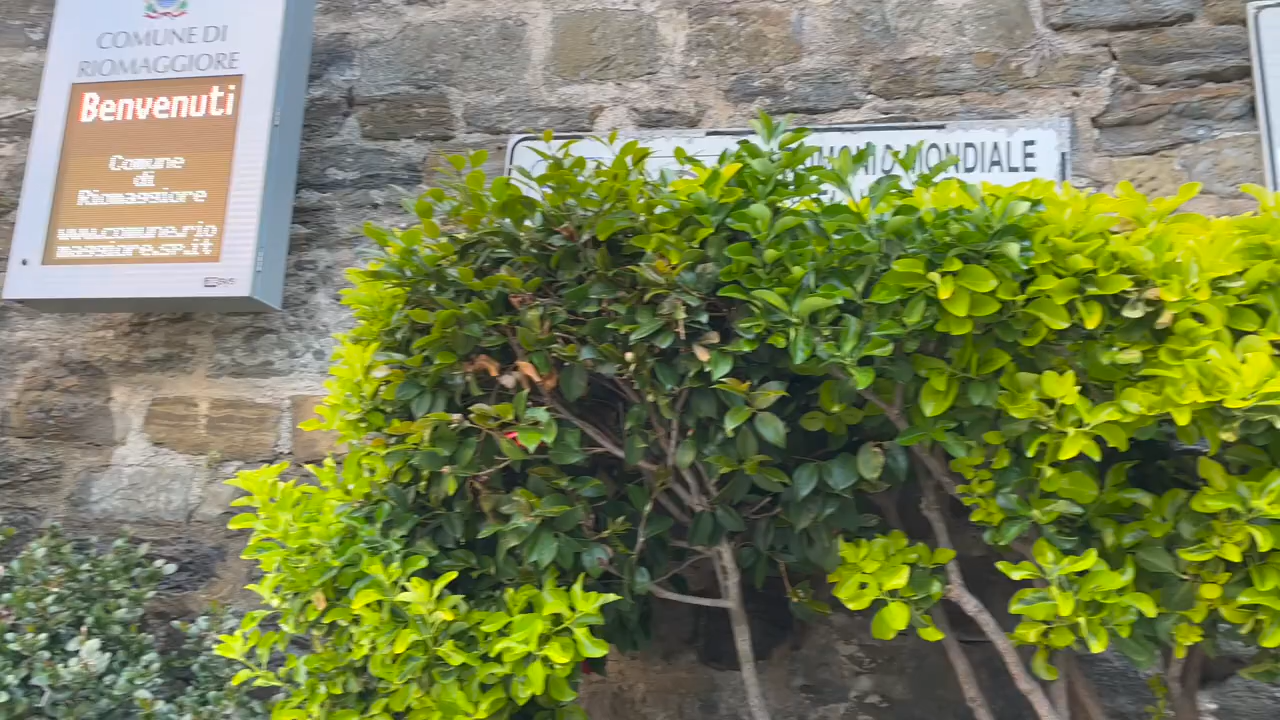 COMUNE DI
RIOMAGGIORE
Benvenuti
Comune
di
Riomaggiore
www.comune.rio
maggiore.sp.it
MONDIALE